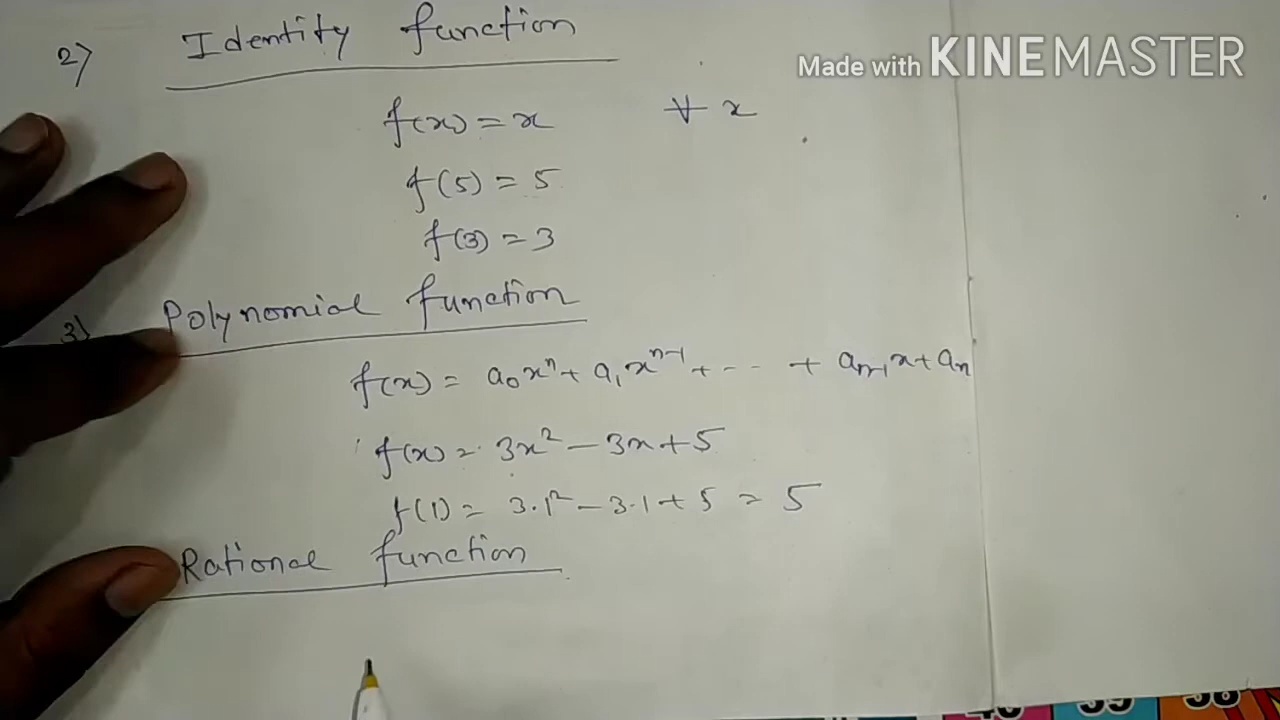 2) Identity function
Made with KINEMASTER
f(x) = x ∀ x
f(5) = 5
f(3) = 3
3) Polynomial function
f(x) = a₀xⁿ + a₁xⁿ⁻¹ + -- - + aₙ₋₁x + aₙ
f(x) = 3x² - 3x + 5
f(1) = 3.1² - 3.1 + 5 = 5
Rational function